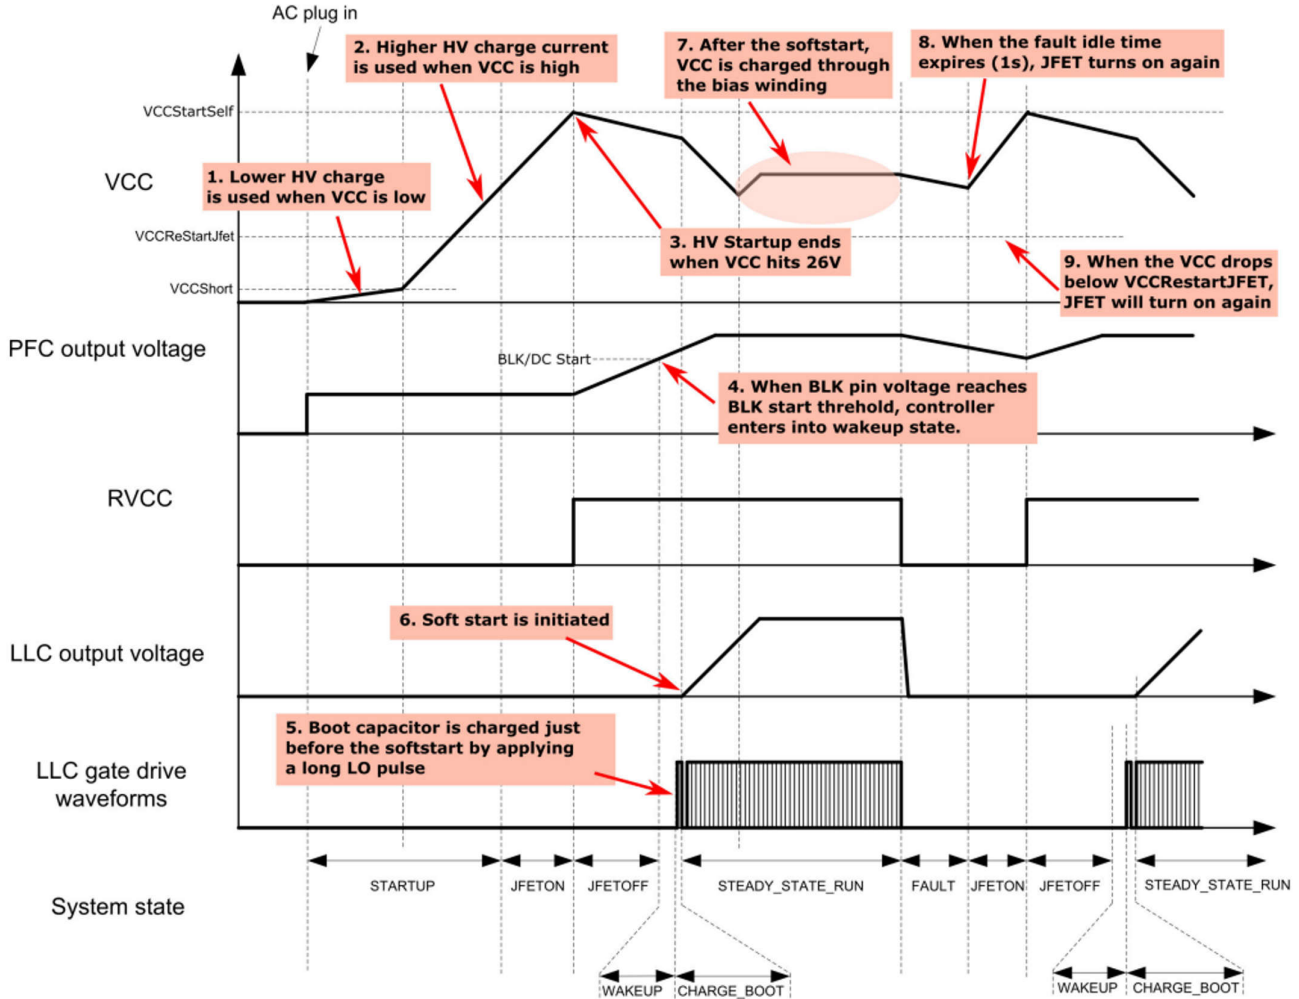 AC plug in
2. Higher HV charge current
is used when VCC is high
7. After the softstart,
VCC is charged through
the bias winding
8. When the fault idle time
expires (1s), JFET turns on again
VCCStartSelf
VCC
1. Lower HV charge
is used when VCC is low
VCCReStartJfet
3. HV Startup ends
when VCC hits 26V
9. When the VCC drops
below VCCRestartJFET,
JFET will turn on again
VCCShort
PFC output voltage
BLK/DC Start
4. When BLK pin voltage reaches
BLK start threhold, controller
enters into wakeup state.
RVCC
6. Soft start is initiated
LLC output voltage
5. Boot capacitor is charged just
before the softstart by applying
a long LO pulse
LLC gate drive
waveforms
STARTUP
JFETON
JFETOFF
STEADY_STATE_RUN
FAULT
JFETON
JFETOFF
STEADY_STATE_RUN
System state
WAKEUP
CHARGE_BOOT
WAKEUP
CHARGE_BOOT